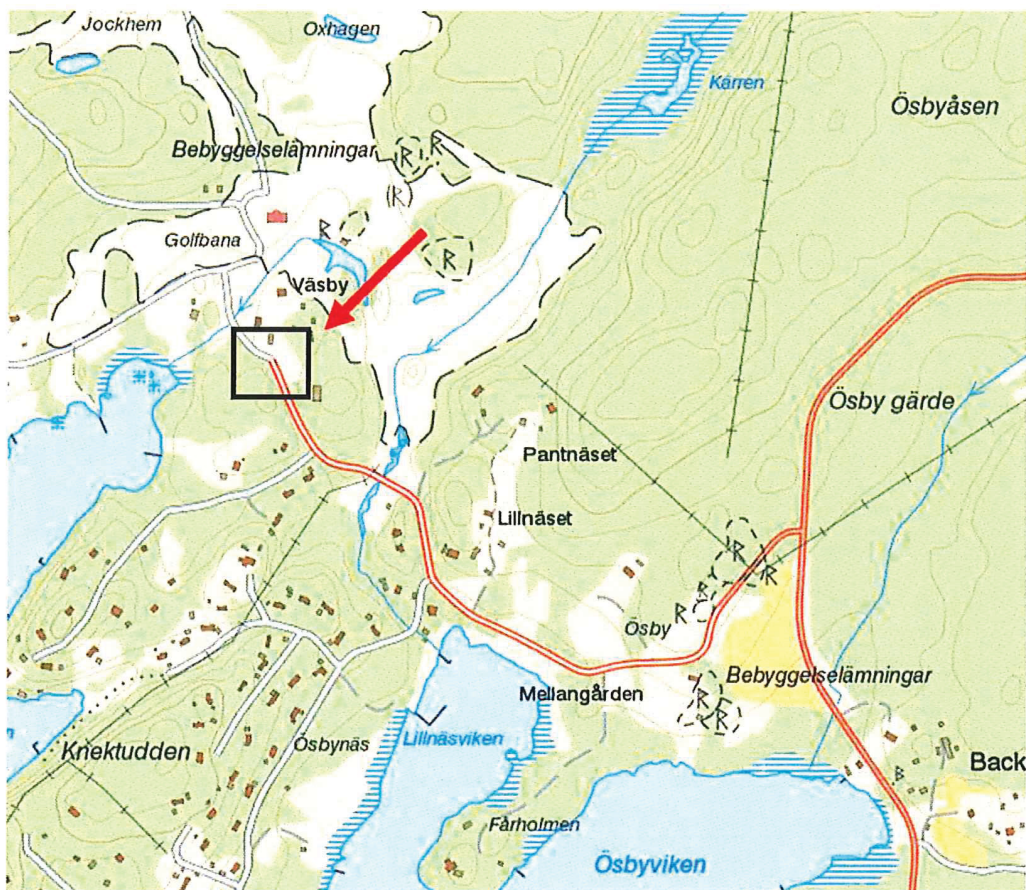 Jockhem
Oxhagen
Kärren
Ösbyåsen
Bebyggelselämningar
R
R
(R)
R
Golfbana
R
Väsby
Ösby gärde
Pantnäset
Lillnäset
R
R
R
R
Ösby
Bebyggelselämningar
Mellangården
R
R
Knektudden
Ösbynäs
Lillnäsviken
Back
Fårholmen
Ösbyviken